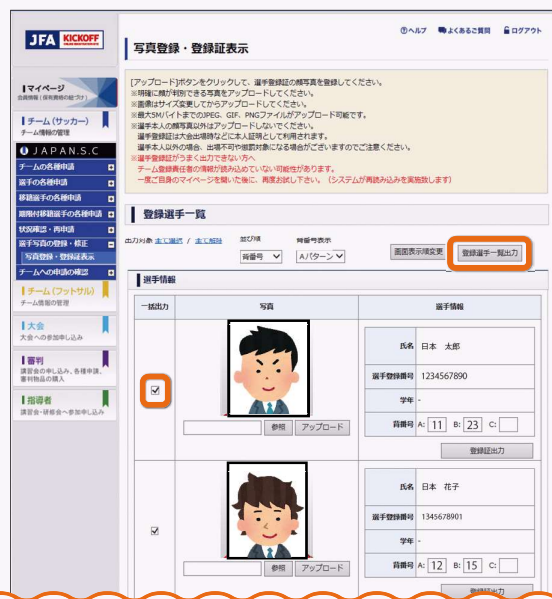 JFA KICKOFF
写真登録・登録証表示
ヘルプ よくあるご質問 ログアウト
マイページ
会員情報（保有資格の紐づけ）
チーム（サッカー）
チーム情報の管理
JAPAN.S.C
チームの各種申請
選手の各種申請
移籍選手の各種申請
期限付移籍選手の各種申請
状況確認・再申請
選手写真の登録・修正
写真登録・登録証表示
チームへの申請の確認
チーム（フットサル）
チーム情報の管理
大会
大会への参加申し込み
審判
講習会の申し込み、各種申請、
審判物品の購入
指導者
講習会・研修会へ参加申し込み
[アップロード]ボタンをクリックして、選手登録証の顔写真を登録してください。
※明確に顔が判別できる写真をアップロードしてください。
※画像はサイズ変更してからアップロードしてください。
※最大5Mバイトまでのjpeg、GIF、PNGファイルがアップロード可能です。
※選手本人の顔写真以外はアップロードしないでください。
選手登録証は大会出場時などに本人証明として利用されます。
選手本人以外の場合、出場不可や懲罰対象になる場合がございますのでご注意ください。
※選手登録証がうまく出力できない方へ
チーム登録責任者の情報が読み込めていない可能性があります。
一度ご自身のマイページを開いた後に、再度お試し下さい。（システムが再読み込みを実施致します）
登録選手一覧
出力対象 全て選択 / 全て解除
並び順
背番号
背番号表示
Aパターン
画面表示順変更
登録選手一覧出力
選手情報
一括出力 写真 選手情報
氏名 日本 太郎
選手登録番号 1234567890
学年 -
背番号 A: 11 B: 23 C:
参照 アップロード
登録証出力
氏名 日本 花子
選手登録番号 1345678901
学年 -
背番号 A: 12 B: 15 C:
参照 アップロード
登録証出力